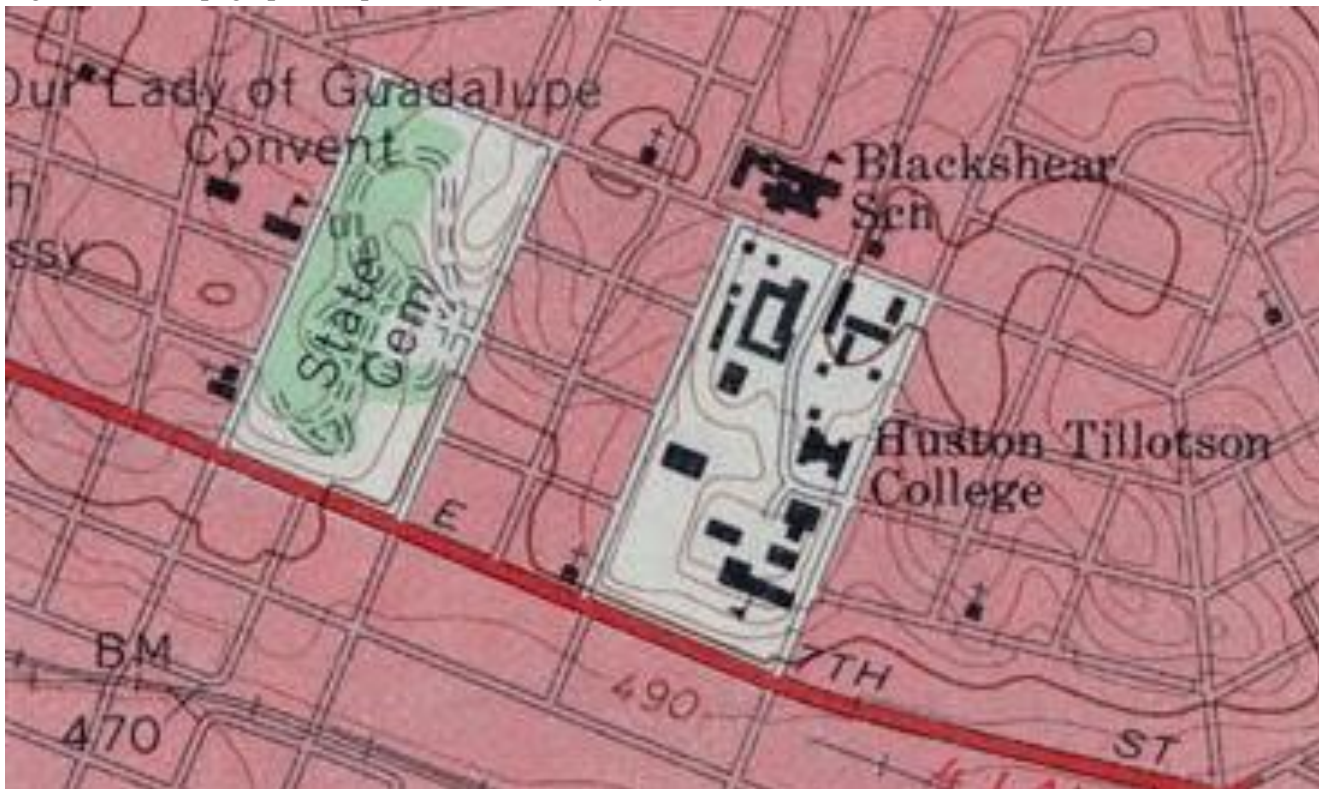 Our Lady of Guadalupe
Convent
Blackshear
Sch
State
Cem
Huston Tillotson
College
E
7TH
ST
BM
470
490